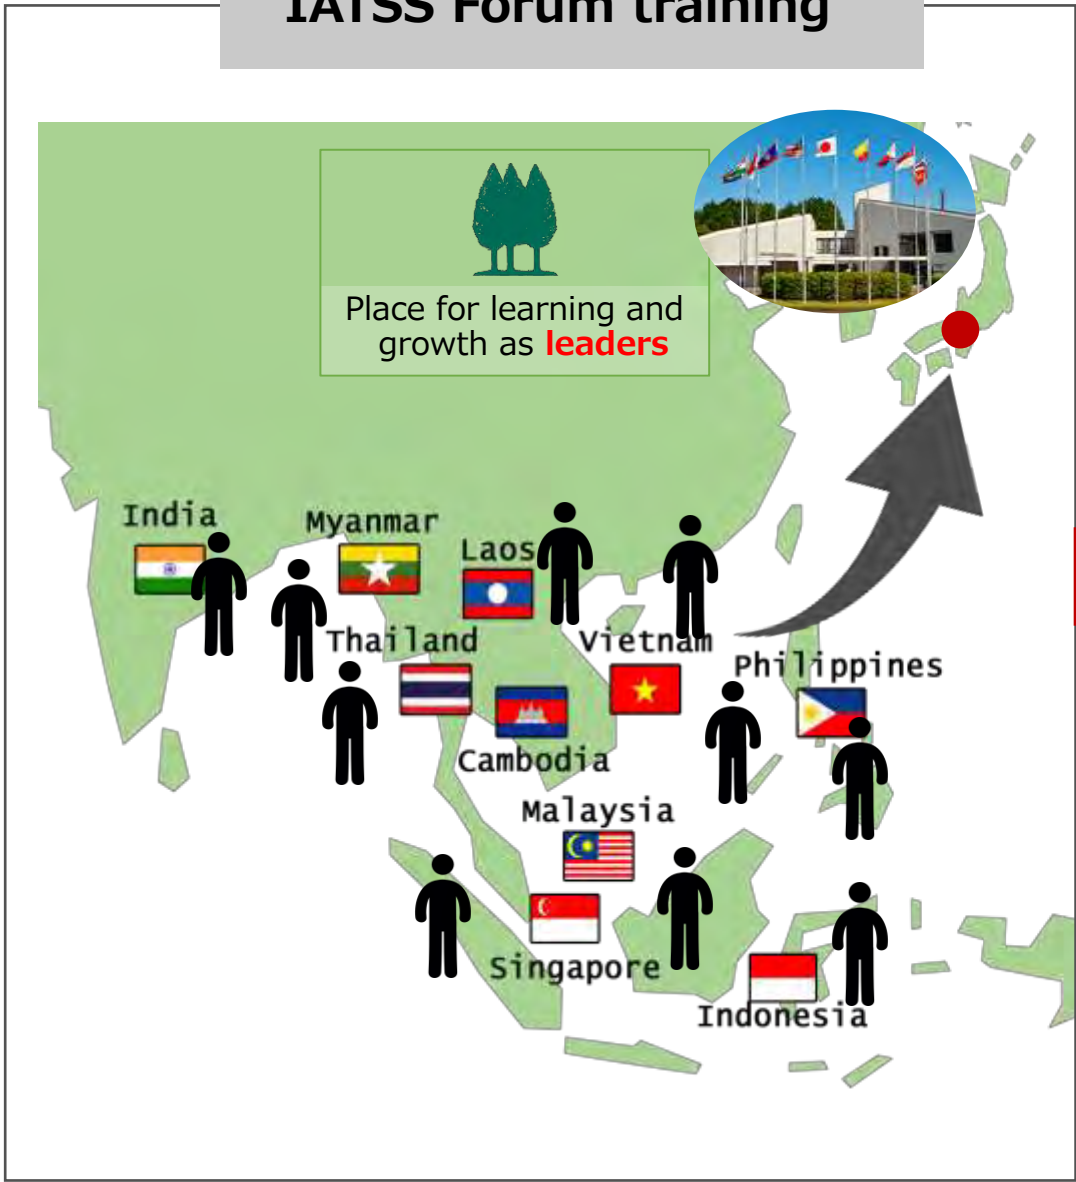 IATSS Forum training
Place for learning and
growth as leaders
India
Myanmar
Laos
Thailand
Vietnam
Philippines
Cambodia
Malaysia
Singapore
Indonesia